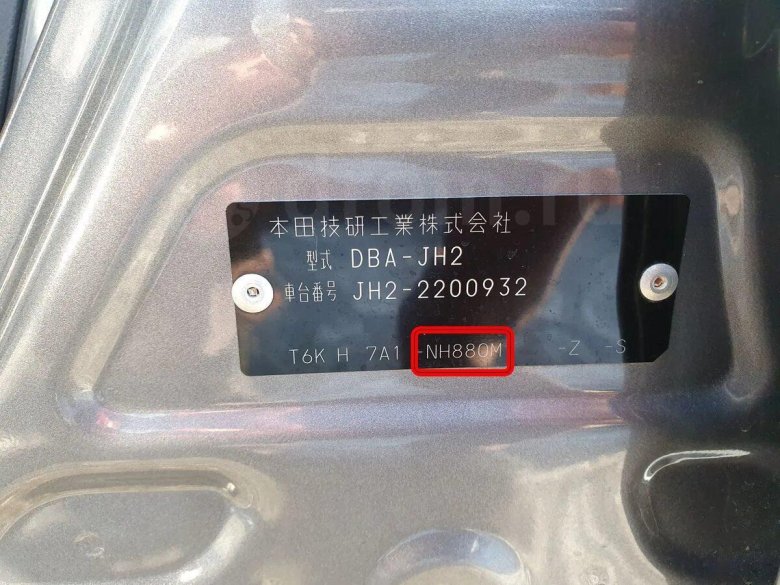 本田技研工業株式会社
型式 DBA-JH2
車台番号 JH2-2200932
T6K H 7A1 -NH880M -Z -S